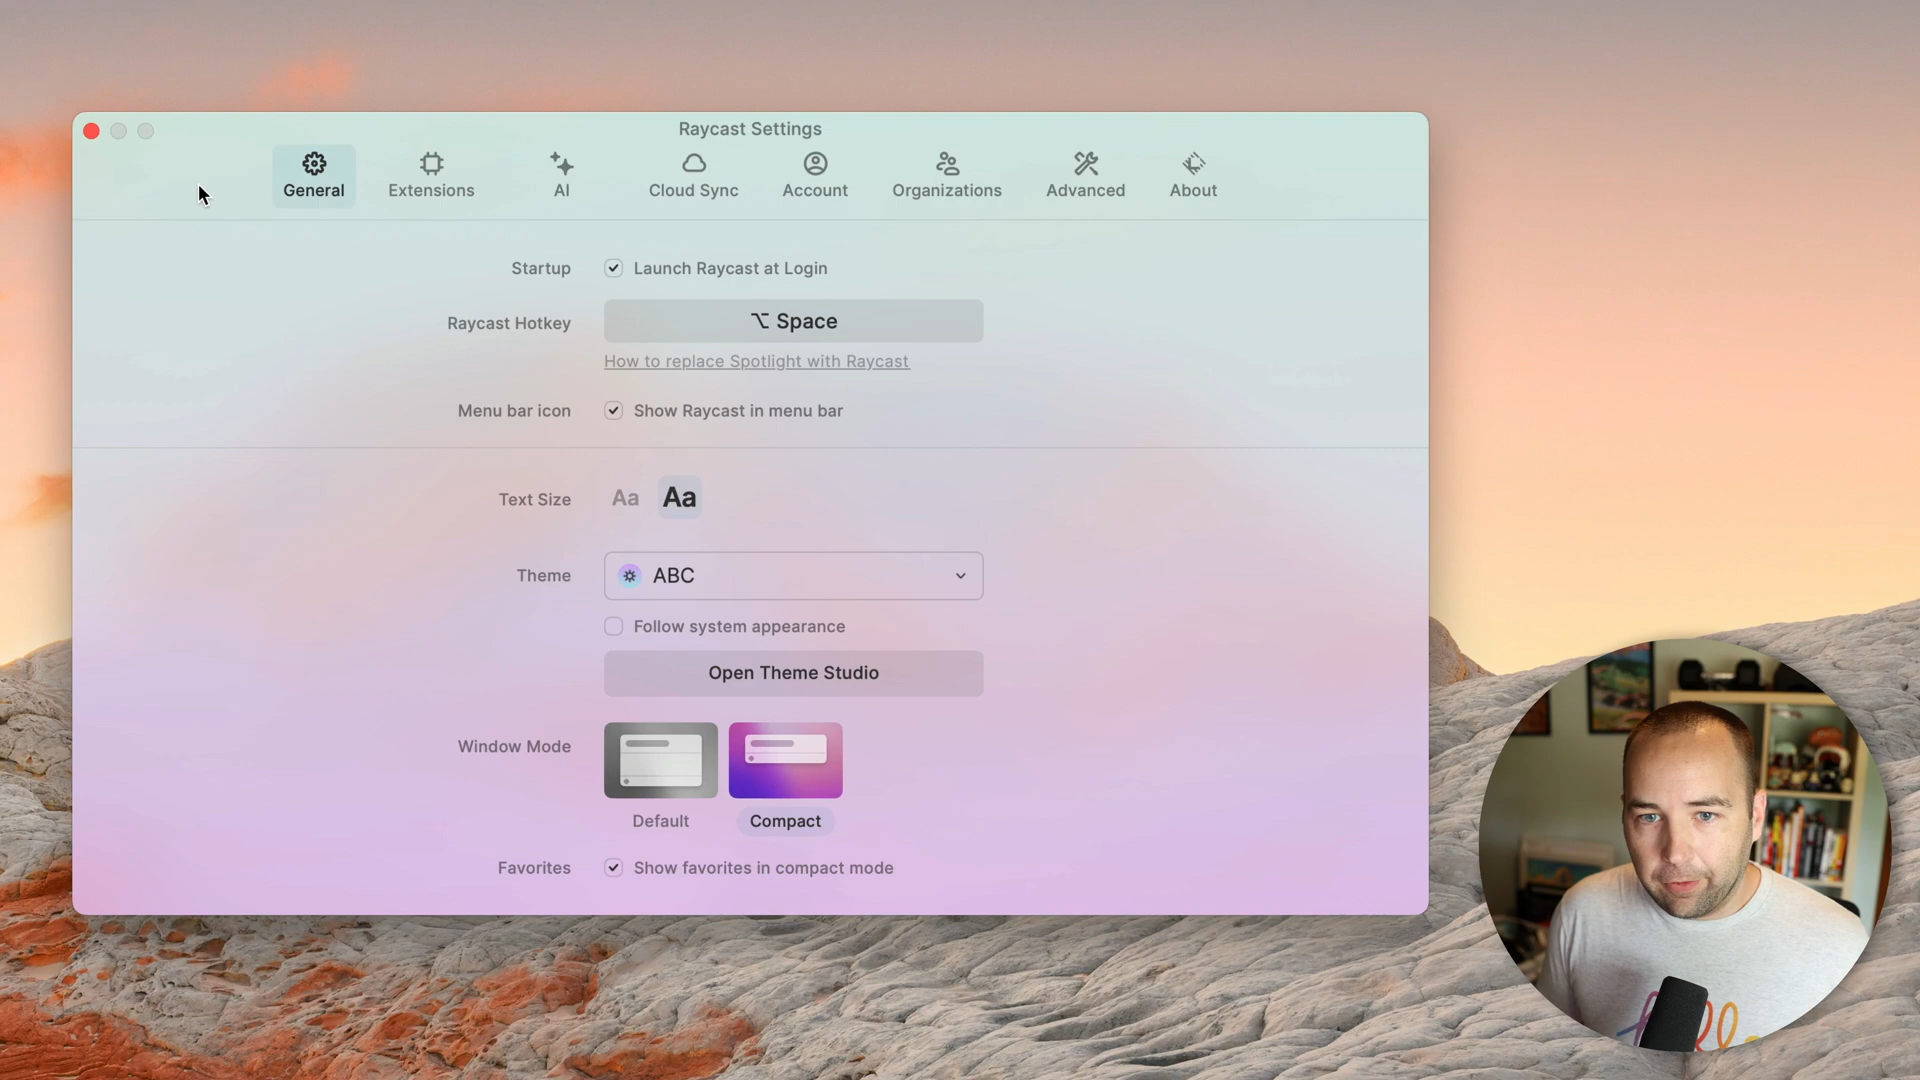 Raycast Settings
General
Extensions
AI
Cloud Sync
Account
Organizations
Advanced
About
Startup
Launch Raycast at Login
Raycast Hotkey
⌥ Space
How to replace Spotlight with Raycast
Menu bar icon
Show Raycast in menu bar
Text Size
Aa Aa
Theme
ABC
Follow system appearance
Open Theme Studio
Window Mode
Default
Compact
Favorites
Show favorites in compact mode